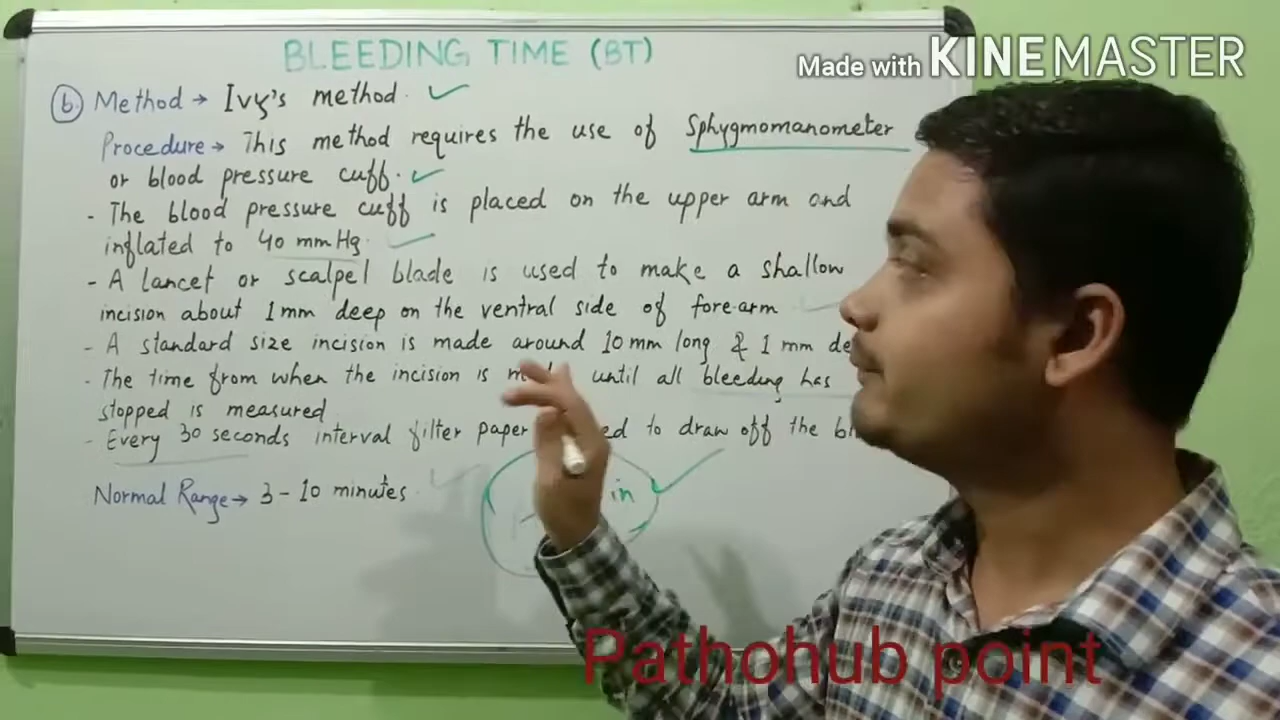 BLEEDING TIME (BT)
Made with KINEMASTER
(b) Method → Ivy's method.
Procedure → This method requires the use of Sphygmomanometer
or blood pressure cuff.
- The blood pressure cuff is placed on the upper arm and
inflated to 40 mmHg.
- A lancet or scalpel blade is used to make a shallow
incision about 1mm deep on the ventral side of fore-arm
- A standard size incision is made around 10 mm long & 1 mm
- The time from when the incision is until all bleeding has
stopped is measured
- Every 30 seconds interval filter paper to draw off the
Normal Range → 3 - 10 minutes
in
Pathohub point